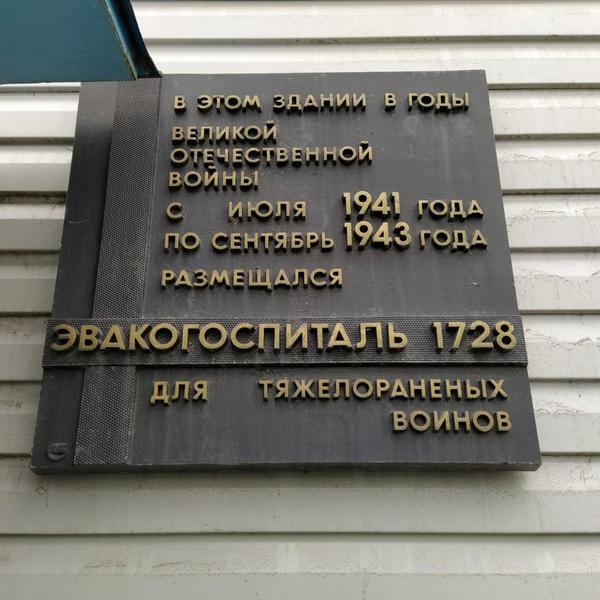 В ЭТОМ ЗДАНИИ В ГОДЫ
ВЕЛИКОЙ
ОТЕЧЕСТВЕННОЙ
ВОЙНЫ
С ИЮЛЯ 1941 ГОДА
ПО СЕНТЯБРЬ 1943 ГОДА
РАЗМЕЩАЛСЯ
ЭВАКОГОСПИТАЛЬ 1728
ДЛЯ ТЯЖЕЛОРАНЕНЫХ
ВОИНОВ